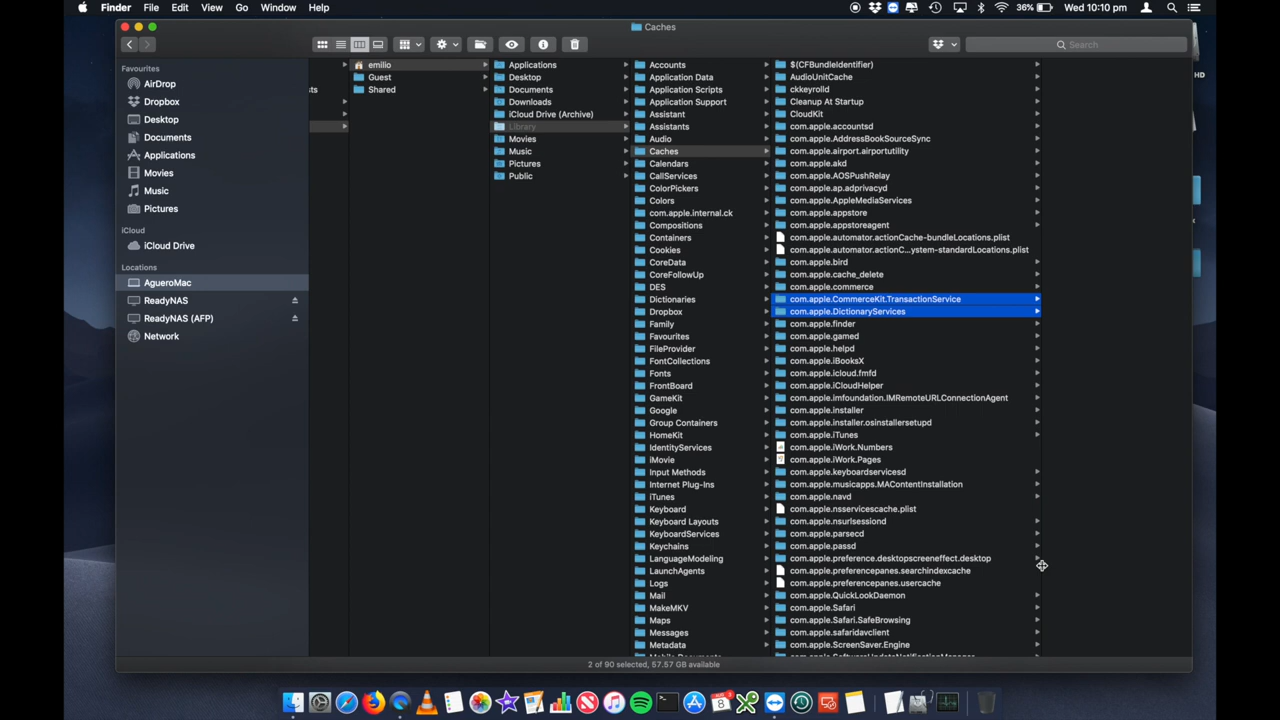 Finder File Edit View Go Window Help
36% Wed 10:10 pm
Caches
Search
Favourites
AirDrop
Dropbox
Desktop
Documents
Applications
Movies
Music
Pictures
iCloud
iCloud Drive
Locations
AgueroMac
ReadyNAS
ReadyNAS (AFP)
Network
ts
emilio
Guest
Shared
Applications
Desktop
Documents
Downloads
iCloud Drive (Archive)
Library
Movies
Music
Pictures
Public
Accounts
Application Data
Application Scripts
Application Support
Assistant
Assistants
Audio
Caches
Calendars
CallServices
ColorPickers
Colors
com.apple.internal.ck
Compositions
Containers
Cookies
CoreData
CoreFollowUp
DES
Dictionaries
Dropbox
Family
Favourites
FileProvider
FontCollections
Fonts
FrontBoard
GameKit
Google
Group Containers
HomeKit
IdentityServices
iMovie
Input Methods
Internet Plug-Ins
iTunes
Keyboard
Keyboard Layouts
KeyboardServices
Keychains
LanguageModeling
LaunchAgents
Logs
Mail
MakeMKV
Maps
Messages
Metadata
$(CFBundleIdentifier)
AudioUnitCache
ckkeyrolld
Cleanup At Startup
CloudKit
com.apple.accountsd
com.apple.AddressBookSourceSync
com.apple.airport.airportutility
com.apple.akd
com.apple.AOSPushRelay
com.apple.ap.adprivacyd
com.apple.AppleMediaServices
com.apple.appstore
com.apple.appstoreagent
com.apple.automator.actionCache-bundleLocations.plist
com.apple.automator.actionC...ystem-standardLocations.plist
com.apple.bird
com.apple.cache_delete
com.apple.commerce
com.apple.CommerceKit.TransactionService
com.apple.DictionaryServices
com.apple.finder
com.apple.gamed
com.apple.helpd
com.apple.iBooksX
com.apple.icloud.fmfd
com.apple.iCloudHelper
com.apple.imfoundation.IMRemoteURLConnectionAgent
com.apple.installer
com.apple.installer.osinstallersetupd
com.apple.iTunes
com.apple.iWork.Numbers
com.apple.iWork.Pages
com.apple.keyboardservicesd
com.apple.musicapps.MAContentInstallation
com.apple.navd
com.apple.nsservicescache.plist
com.apple.nsurlsessiond
com.apple.parsecd
com.apple.passd
com.apple.preference.desktopscreeneffect.desktop
com.apple.preferencepanes.searchindexcache
com.apple.preferencepanes.usercache
com.apple.QuickLookDaemon
com.apple.Safari
com.apple.Safari.SafeBrowsing
com.apple.safaridavclient
com.apple.ScreenSaver.Engine
HD
2 of 90 selected, 57.57 GB available